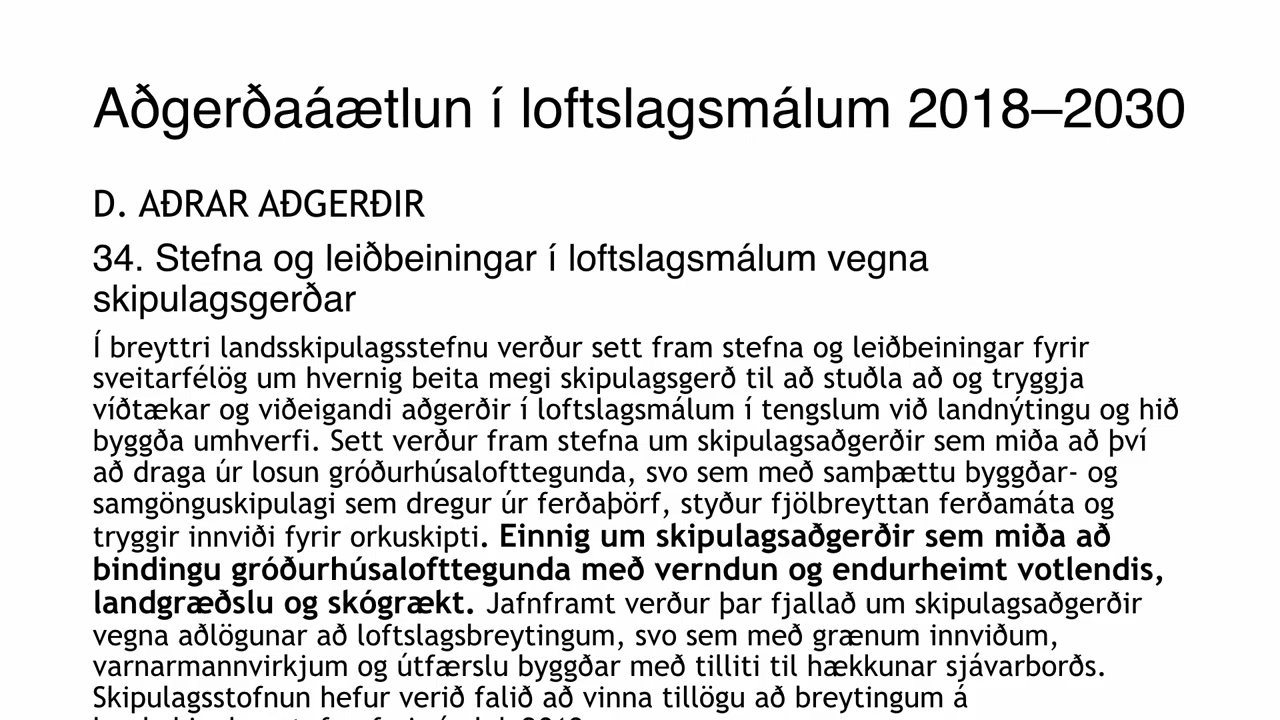 Aðgerðaáætlun í loftslagsmálum 2018–2030
D. AÐRAR AÐGERÐIR
34. Stefna og leiðbeiningar í loftslagsmálum vegna
skipulagsgerðar
Í breyttri landsskipulagsstefnu verður sett fram stefna og leiðbeiningar fyrir
sveitarfélög um hvernig beita megi skipulagsgerð til að stuðla að og tryggja
víðtækar og viðeigandi aðgerðir í loftslagsmálum í tengslum við landnýtingu og hið
byggða umhverfi. Sett verður fram stefna um skipulagsaðgerðir sem miða að því
að draga úr losun gróðurhúsalofttegunda, svo sem með samþættu byggðar- og
samgönguskipulagi sem dregur úr ferðaþörf, styður fjölbreyttan ferðamáta og
tryggir innviði fyrir orkuskipti. Einnig um skipulagsaðgerðir sem miða að
bindingu gróðurhúsalofttegunda með verndun og endurheimt votlendis,
landgræðslu og skógrækt. Jafnframt verður þar fjallað um skipulagsaðgerðir
vegna aðlögunar að loftslagsbreytingum, svo sem með grænum innviðum,
varnarmannvirkjum og útfærslu byggðar með tilliti til hækkunar sjávarborðs.
Skipulagsstofnun hefur verið falið að vinna tillögu að breytingum á